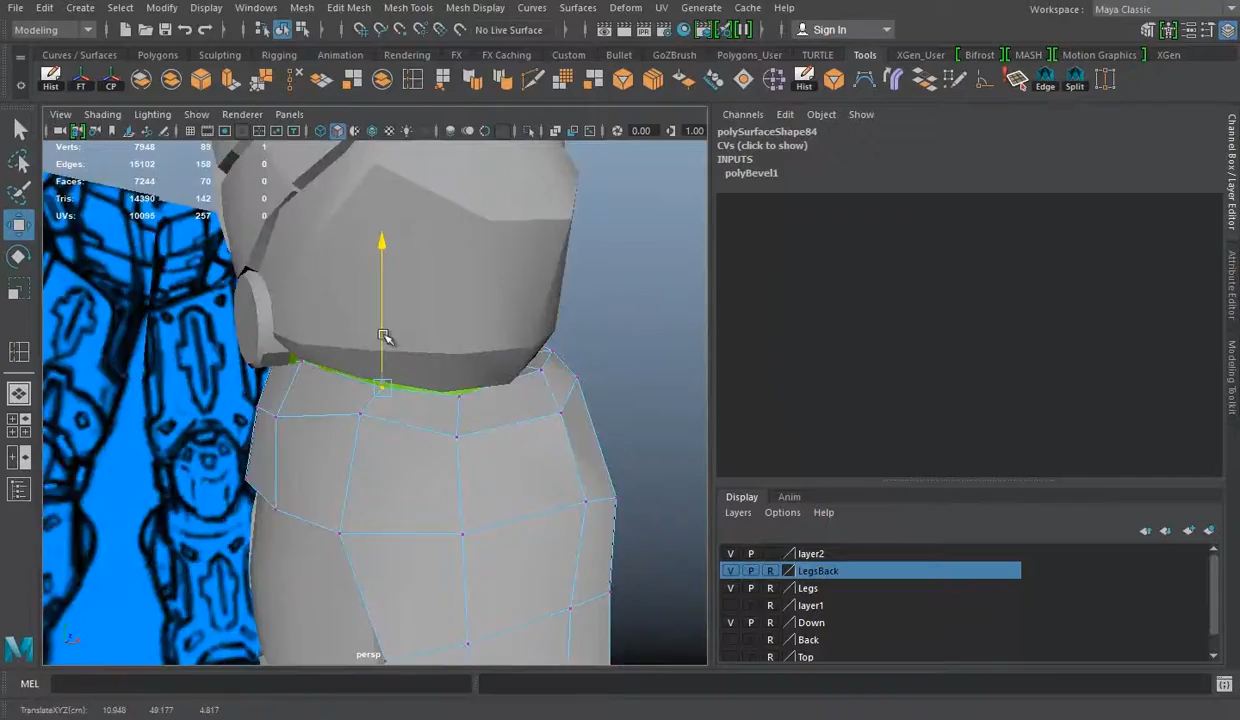 File Edit Create Select Modify Display Windows Mesh Edit Mesh Mesh Tools Mesh Display Curves Surfaces Deform UV Generate Cache Help
Workspace : Maya Classic
Modeling No Live Surface Sign In
Curves / Surfaces Polygons Sculpting Rigging Animation Rendering FX FX Caching Custom Bullet GoZBrush Polygons_User TURTLE Tools XGen_User Bifrost MASH Motion Graphics XGen
Hist FT CP Hist Edge Split
View Shading Lighting Show Renderer Panels
0.00 1.00
Verts: 7948 89 1
Edges: 15102 158 0
Faces: 7244 70 0
Tris: 14390 142 0
UVs: 10095 257 0
persp
Channels Edit Object Show
polySurfaceShape84
CVs (click to show)
INPUTS
polyBevel1
Channel Box / Layer Editor
Attribute Editor
Modeling Toolkit
Display Anim
Layers Options Help
V P layer2
V P R LegsBack
V P R Legs
R layer1
V P R Down
R Back
R Top
MEL
TranslateXYZ(cm): 10.948 49.177 4.817